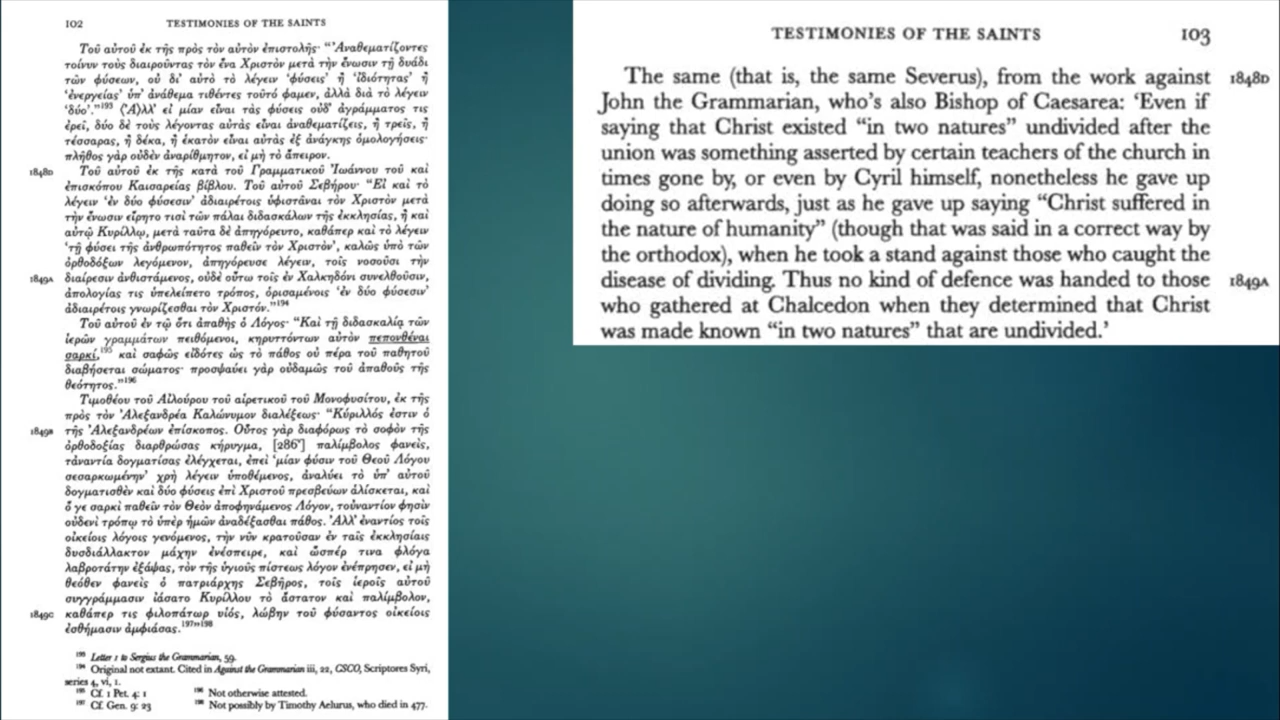 102
TESTIMONIES OF THE SAINTS
Τοῦ αὐτοῦ ἐκ τῆς πρὸς τὸν αὐτὸν ἐπιστολῆς· “Ἀναθεματίζοντες
τοίνυν τοὺς διαιροῦντας τὸν ἕνα Χριστὸν μετὰ τὴν ἕνωσιν τῇ δυάδι
τῶν φύσεων, οὐ δι’ αὐτὸ τὸ λέγειν ‘φύσεις’ ἢ ‘ἰδιότητας’ ἢ
‘ἐνεργείας’ ὑπ’ ἀνάθεμα τιθέντες τοῦτό φαμεν, ἀλλὰ διὰ τὸ λέγειν
‘δύο’.”193 (Ἀ)λλ’ εἰ μίαν εἶναι τὰς φύσεις οὐδ’ ἀγράμματος τις
ἐρεῖ, δύο δὲ τοὺς λέγοντας αὐτὰς εἶναι ἀναθεματίζεις, ἢ τρεῖς, ἢ
τέσσαρας, ἢ δέκα, ἢ ἑκατὸν εἶναι αὐτὰς ἐξ ἀνάγκης ὁμολογήσεις·
πλῆθος γὰρ οὐδὲν ἀναρίθμητον, εἰ μὴ τὸ ἄπειρον.
1848D Τοῦ αὐτοῦ ἐκ τῆς κατὰ τοῦ Γραμματικοῦ Ἰωάννου τοῦ καὶ
ἐπισκόπου Καισαρείας βίβλου. Τοῦ αὐτοῦ Σεβήρου· “Εἰ καὶ τὸ
λέγειν ‘ἐν δύο φύσεσιν’ ἀδιαιρέτοις ὑφιστάναι τὸν Χριστὸν μετὰ
τὴν ἕνωσιν εἴρητο τισὶ τῶν πάλαι διδασκάλων τῆς ἐκκλησίας, ἢ καὶ
αὐτῷ Κυρίλλῳ, μετὰ ταῦτα δὲ ἀπηγόρευτο, καθάπερ καὶ τὸ λέγειν
‘τῇ φύσει τῆς ἀνθρωπότητος παθεῖν τὸν Χριστὸν’, καλῶς ὑπὸ τῶν
ὀρθοδόξων λεγόμενον, ἀπηγόρευσε λέγειν, τοῖς νοσοῦσι τὴν
1849A διαίρεσιν ἀνθιστάμενος, οὐδὲ οὕτω τοῖς ἐν Χαλκηδόνι συνελθοῦσιν,
ἀπολογίας τις ὑπελείπετο τρόπος, ὁρισαμένοις ‘ἐν δύο φύσεσιν’
ἀδιαιρέτοις γνωρίζεσθαι τὸν Χριστόν.”194
Τοῦ αὐτοῦ ἐν τῷ ὅτι ἀπαθὴς ὁ Λόγος· “Καὶ τῇ διδασκαλίᾳ τῶν
ἱερῶν γραμμάτων πειθόμενοι, κηρυττόντων αὐτὸν πεπονθέναι
σαρκί,195 καὶ σαφῶς εἰδότες ὡς τὸ πάθος οὐ πέρα τοῦ παθητοῦ
διαβήσεται σώματος· προσψαύει γὰρ οὐδαμῶς τοῦ ἀπαθοῦς τῆς
θεότητος.”196
Τιμοθέου τοῦ Αἰλούρου τοῦ αἱρετικοῦ τοῦ Μονοφυσίτου, ἐκ τῆς
πρὸς τὸν Ἀλεξανδρέα Καλώνυμον διαλέξεως· “Κύριλλός ἐστιν ὁ
1849B τῆς Ἀλεξανδρέων ἐπίσκοπος. Οὗτος γὰρ διαφόρως τὸ σοφὸν τῆς
ὀρθοδοξίας διαρθρώσας κήρυγμα, [286v] παλίμβολος φανεὶς,
τἀναντία δογματίσας ἐλέγχεται, ἐπεὶ ‘μίαν φύσιν τοῦ Θεοῦ Λόγου
σεσαρκωμένην’ χρὴ λέγειν ὑποθέμενος, ἀναλύει τὸ ὑπ’ αὐτοῦ
δογματισθὲν καὶ δύο φύσεις ἐπὶ Χριστοῦ πρεσβεύων ἁλίσκεται, καὶ
ὅ γε σαρκὶ παθεῖν τὸν Θεὸν ἀποφηνάμενος Λόγον, τοὐναντίον φησὶν
οὐδενὶ τρόπῳ τὸ ὑπὲρ ἡμῶν ἀναδέξασθαι πάθος. Ἀλλ’ ἐναντίος τοῖς
οἰκείοις λόγοις γενόμενος, τὴν νῦν κρατοῦσαν ἐν ταῖς ἐκκλησίαις
δυσδιάλλακτον μάχην ἐνέσπειρε, καὶ ὥσπέρ τινα φλόγα
λαβροτάτην ἐξάψας, τὸν τῆς ὑγιοῦς πίστεως λόγον ἐνέπρησεν, εἰ μὴ
θεόθεν φανεὶς ὁ πατριάρχης Σεβῆρος, τοῖς ἱεροῖς αὐτοῦ
συγγράμμασιν ἰάσατο Κυρίλλου τὸ ἄστατον καὶ παλίμβολον,
1849C καθάπερ τις φιλοπάτωρ υἱός, λώβην τοῦ φύσαντος οἰκείοις
ἐσθήμασιν ἀμφιάσας.197”198
193 Letter 1 to Sergius the Grammarian, 59.
194 Original not extant. Cited in Against the Grammarian iii, 22, CSCO, Scriptores Syri,
series 4, vi, 1.
195 Cf. 1 Pet. 4: 1
196 Not otherwise attested.
197 Cf. Gen. 9: 23
198 Not possibly by Timothy Aelurus, who died in 477.
TESTIMONIES OF THE SAINTS
103
The same (that is, the same Severus), from the work against 1848D
John the Grammarian, who’s also Bishop of Caesarea: ‘Even if
saying that Christ existed “in two natures” undivided after the
union was something asserted by certain teachers of the church in
times gone by, or even by Cyril himself, nonetheless he gave up
doing so afterwards, just as he gave up saying “Christ suffered in
the nature of humanity” (though that was said in a correct way by
the orthodox), when he took a stand against those who caught the
disease of dividing. Thus no kind of defence was handed to those 1849A
who gathered at Chalcedon when they determined that Christ
was made known “in two natures” that are undivided.’